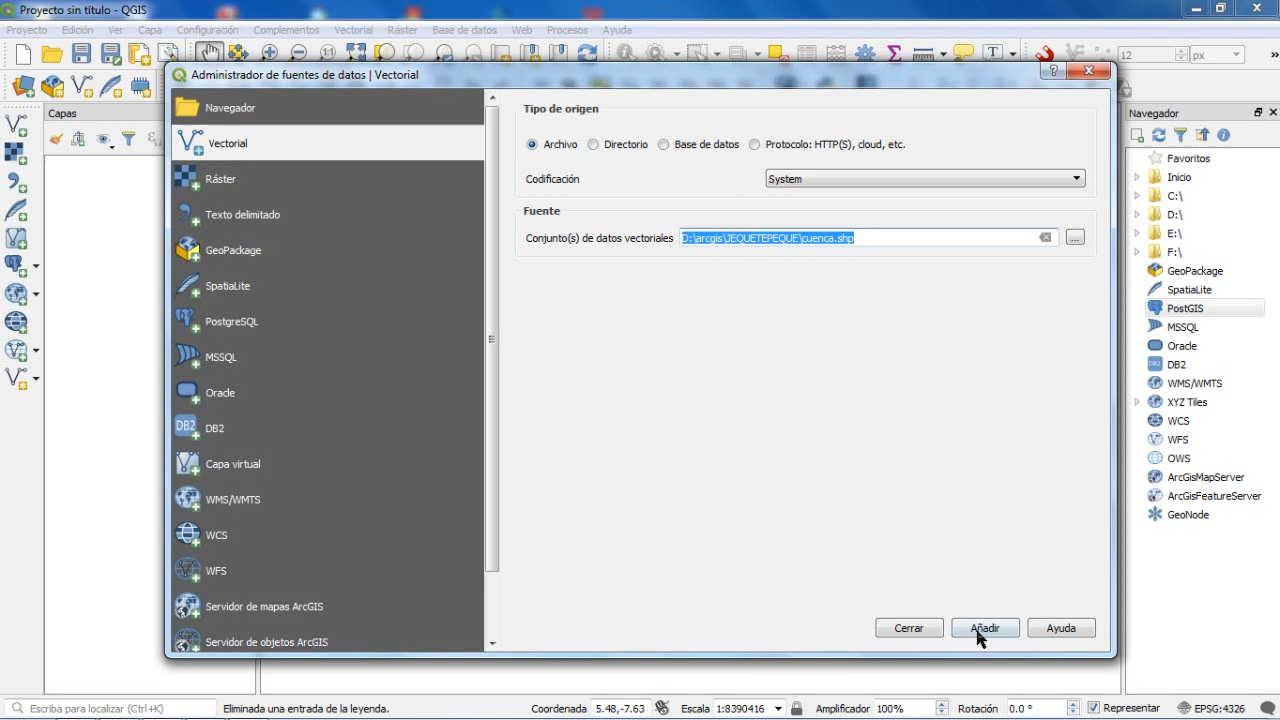 Proyecto sin título - QGIS
Proyecto Edición Ver Capa Configuración Complementos Vectorial Ráster Base de datos Web Procesos Ayuda
12 px
Administrador de fuentes de datos | Vectorial
Capas
Navegador
Vectorial
Ráster
Texto delimitado
GeoPackage
SpatiaLite
PostgreSQL
MSSQL
Oracle
DB2
DB2
Capa virtual
WMS/WMTS
WCS
WFS
Servidor de mapas ArcGIS
Servidor de objetos ArcGIS
Tipo de origen
Archivo Directorio Base de datos Protocolo: HTTP(S), cloud, etc.
Codificación System
Fuente
Conjunto(s) de datos vectoriales D:\arcgis\JEQUETEPEQUE\cuenca.shp ...
Cerrar Añadir Ayuda
Navegador
Favoritos
Inicio
C:\
D:\
E:\
F:\
GeoPackage
SpatiaLite
PostGIS
MSSQL
Oracle
DB2
DB2
WMS/WMTS
XYZ Tiles
WCS
WFS
OWS
ArcGisMapServer
ArcGisFeatureServer
GeoNode
Escriba para localizar (Ctrl+K) Eliminada una entrada de la leyenda. Coordenada 5.48,-7.63 Escala 1:8390416 Amplificador 100% Rotación 0.0 ° Representar EPSG:4326